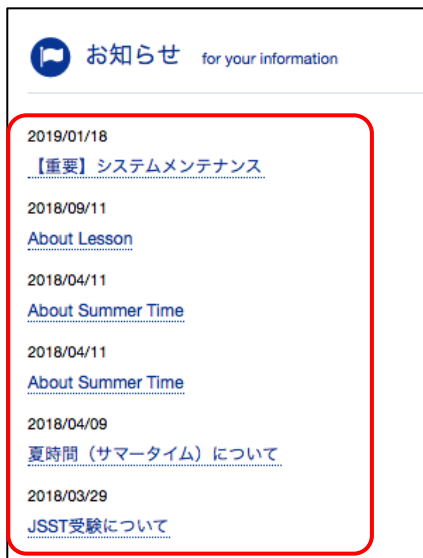 お知らせ for your information
2019/01/18
【重要】システムメンテナンス
2018/09/11
About Lesson
2018/04/11
About Summer Time
2018/04/11
About Summer Time
2018/04/09
夏時間（サマータイム）について
2018/03/29
JSST受験について